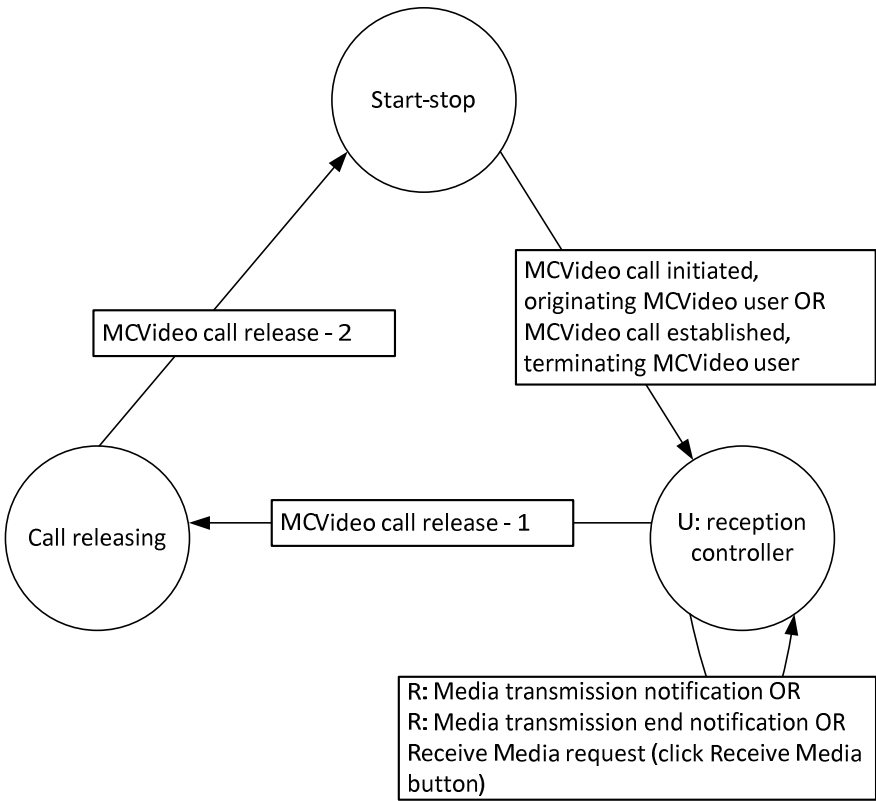 Start-stop
MCVideo call initiated,
originating MCVideo user OR
MCVideo call established,
terminating MCVideo user
MCVideo call release - 2
Call releasing
MCVideo call release - 1
U: reception
controller
R: Media transmission notification OR
R: Media transmission end notification OR
Receive Media request (click Receive Media
button)